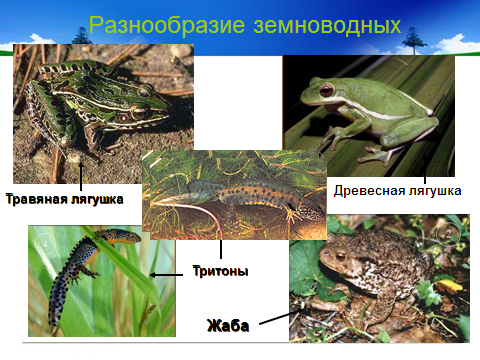 Разнообразие земноводных
Травяная лягушка
Древесная лягушка
Тритоны
Жаба